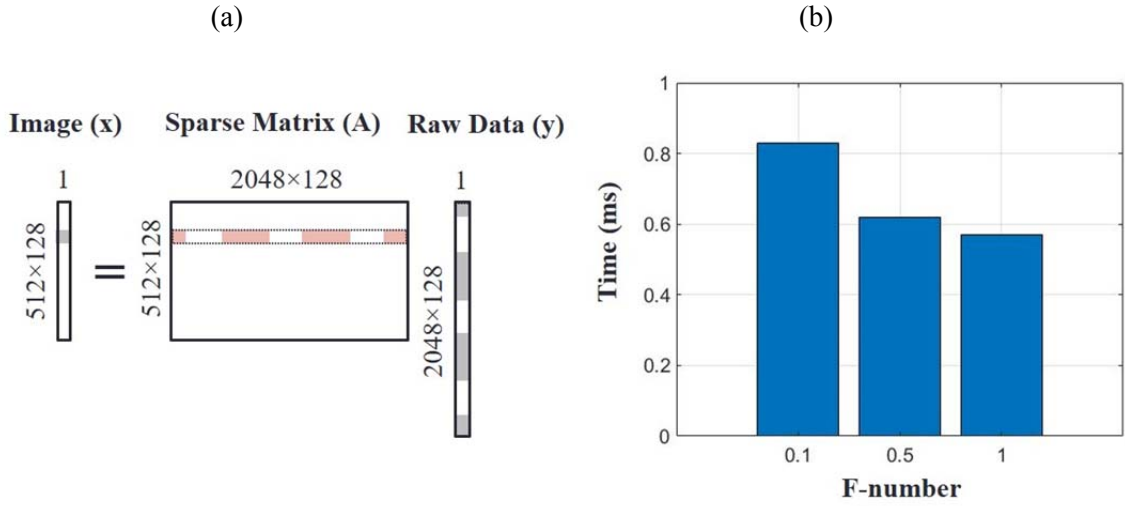 (a)
Image (x) Sparse Matrix (A) Raw Data (y)
1
2048×128
1
512×128
=
512×128
2048×128
(b)
1
0.8
0.6
0.4
0.2
0
Time (ms)
0.1 0.5 1
F-number